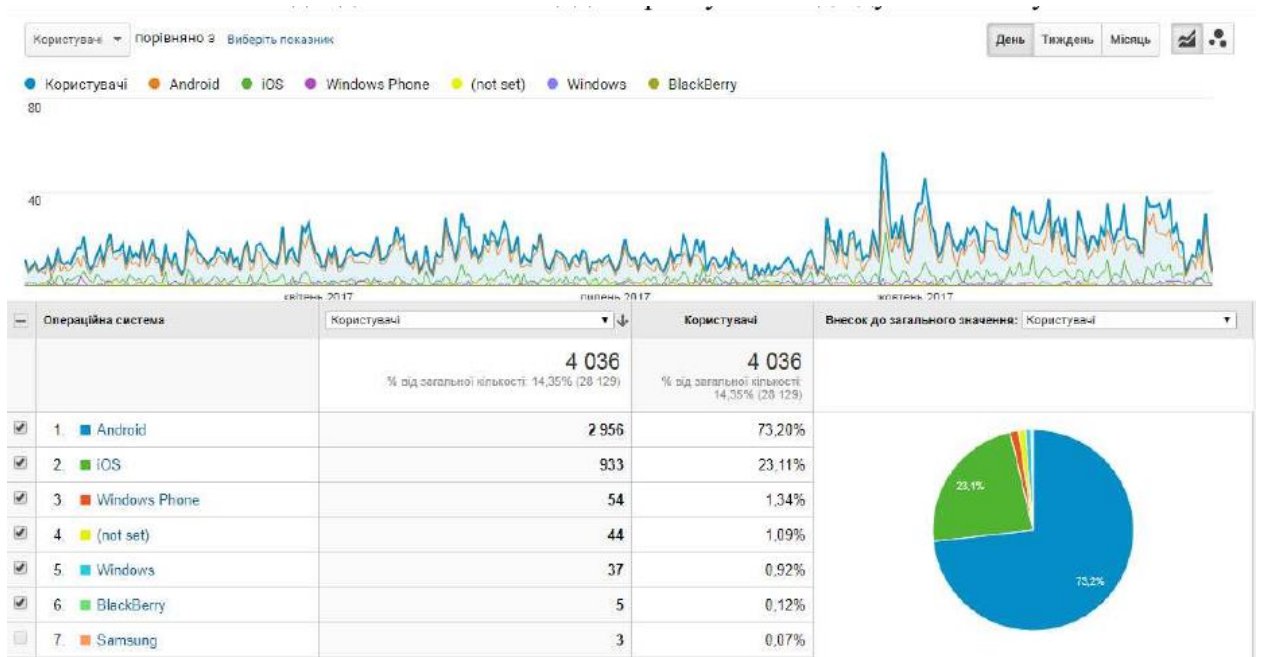 Користувачі порівняно з Виберіть показник День Тиждень Місяць
Користувачі Android iOS Windows Phone (not set) Windows BlackBerry
80
40
квітень 2017 липень 2017 жовтень 2017
Операційна система Користувачі Користувачі Внесок до загального значення: Користувачі
4 036 4 036
% від загальної кількості: 14,35% (28 129) % від загальної кількості:
14,35% (28 129)
1. Android 2 956 73,20%
2. iOS 933 23,11%
3. Windows Phone 54 1,34%
4. (not set) 44 1,09%
5. Windows 37 0,92%
6. BlackBerry 5 0,12%
7. Samsung 3 0,07%
23,1%
73,2%